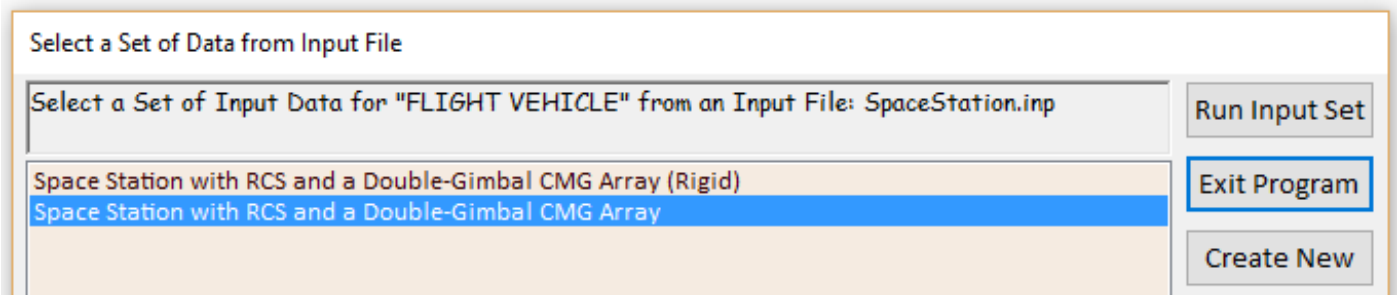 Select a Set of Data from Input File
Select a Set of Input Data for "FLIGHT VEHICLE" from an Input File: SpaceStation.inp
Run Input Set
Space Station with RCS and a Double-Gimbal CMG Array (Rigid)
Exit Program
Space Station with RCS and a Double-Gimbal CMG Array
Create New